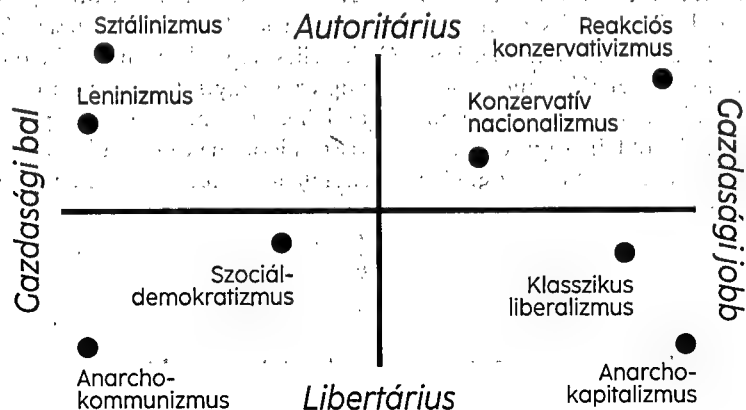 Sztálinizmus
Autoritárius
Reakciós
konzervativizmus
Leninizmus
Konzervatív
nacionalizmus
Gazdasági bal
Gazdasági jobb
Szociál-
demokratizmus
Klasszikus
liberalizmus
Anarcho-
kommunizmus
Libertárius
Anarcho-
kapitalizmus